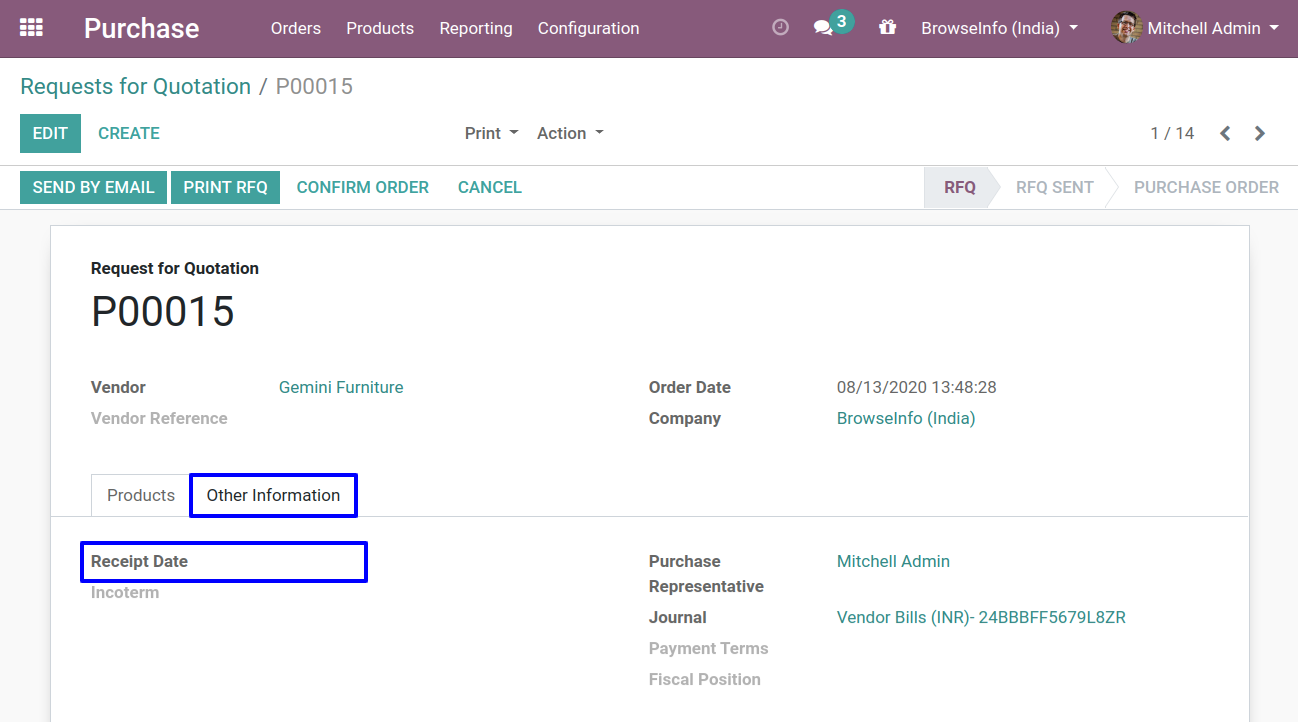 Purchase Orders Products Reporting Configuration 3 BrowseInfo (India) Mitchell Admin
Requests for Quotation / P00015
EDIT CREATE Print Action 1 / 14
SEND BY EMAIL PRINT RFQ CONFIRM ORDER CANCEL RFQ RFQ SENT PURCHASE ORDER
Request for Quotation
P00015
Vendor Gemini Furniture Order Date 08/13/2020 13:48:28
Vendor Reference Company BrowseInfo (India)
Products Other Information
Receipt Date Purchase Mitchell Admin
Incoterm Representative
Journal Vendor Bills (INR)- 24BBBFF5679L8ZR
Payment Terms
Fiscal Position